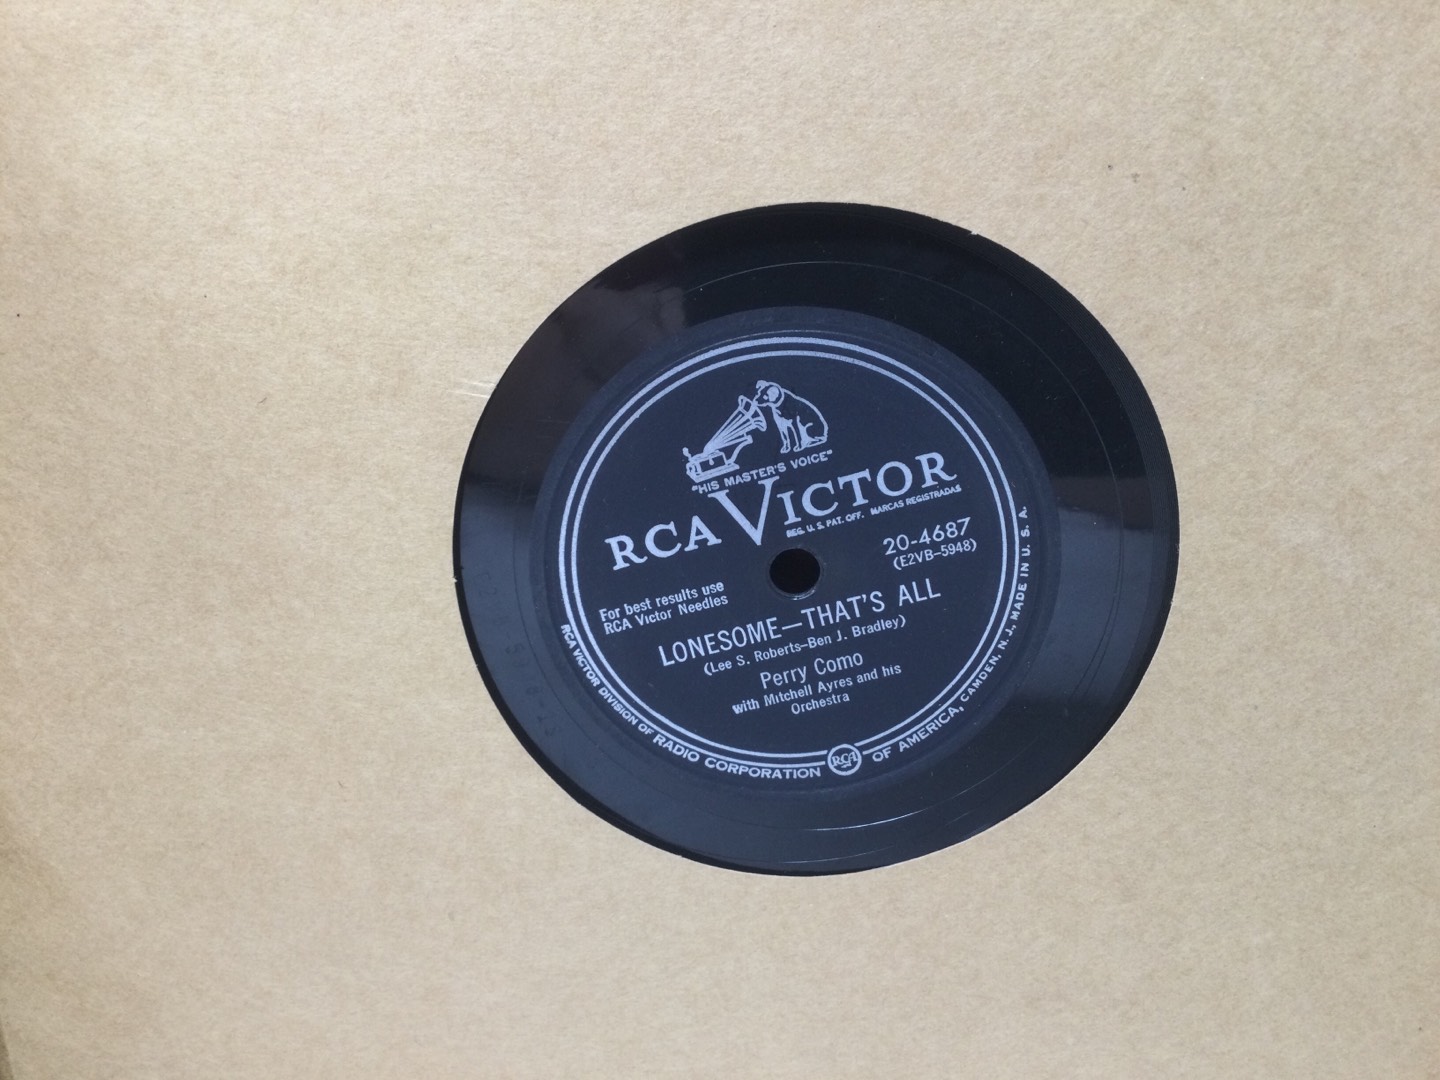 "HIS MASTER'S VOICE"
RCA VICTOR
REG. U. S. PAT. OFF. MARCAS REGISTRADAS
20-4687
(E2VB-5948)
For best results use
RCA Victor Needles
LONESOME—THAT'S ALL
(Lee S. Roberts-Ben J. Bradley)
Perry Como
with Mitchell Ayres and his
Orchestra
RCA VICTOR DIVISION OF RADIO CORPORATION RCA OF AMERICA, CAMDEN, N. J., MADE IN U. S. A.